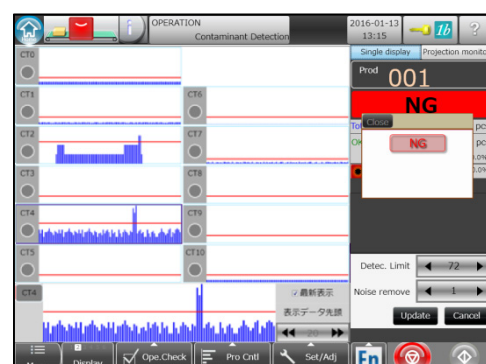 OPERATION
Contaminant Detection
2016-01-13
13:15
1b
?
Single display
Projection monito
Prod
001
NG
Close
NG
CT0
CT1
CT2
CT3
CT4
CT5
CT6
CT7
CT8
CT9
CT10
CT4
最新表示
表示データ先頭
20
Detec. Limit
72
Noise remove
1
Update
Cancel
Display
Ope.Check
Pro Cntl
Set/Adj
En